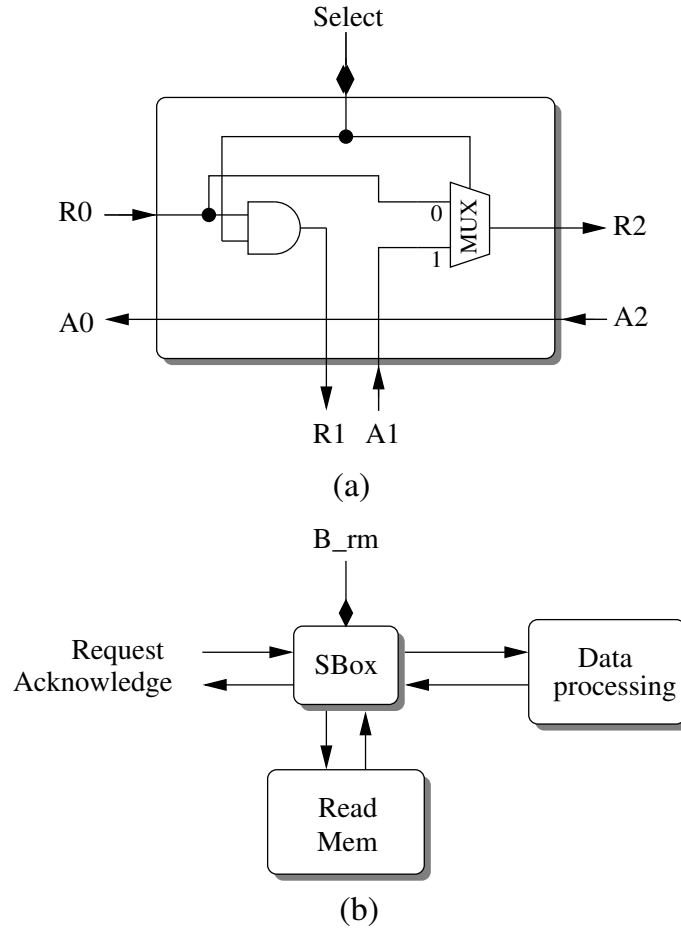 Select
R0
0
MUX
R2
1
A0
A2
R1 A1
(a)
B_rm
Request
Acknowledge
SBox
Data
processing
Read
Mem
(b)